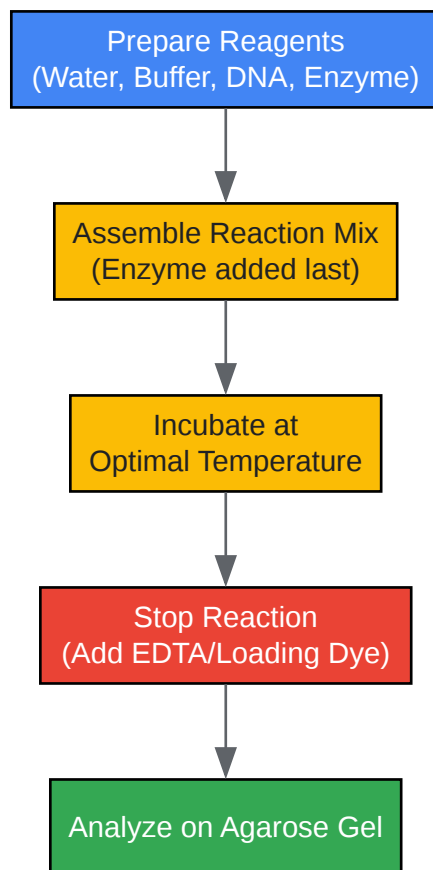 Prepare Reagents
(Water, Buffer, DNA, Enzyme)
Assemble Reaction Mix
(Enzyme added last)
Incubate at
Optimal Temperature
Stop Reaction
(Add EDTA/Loading Dye)
Analyze on Agarose Gel